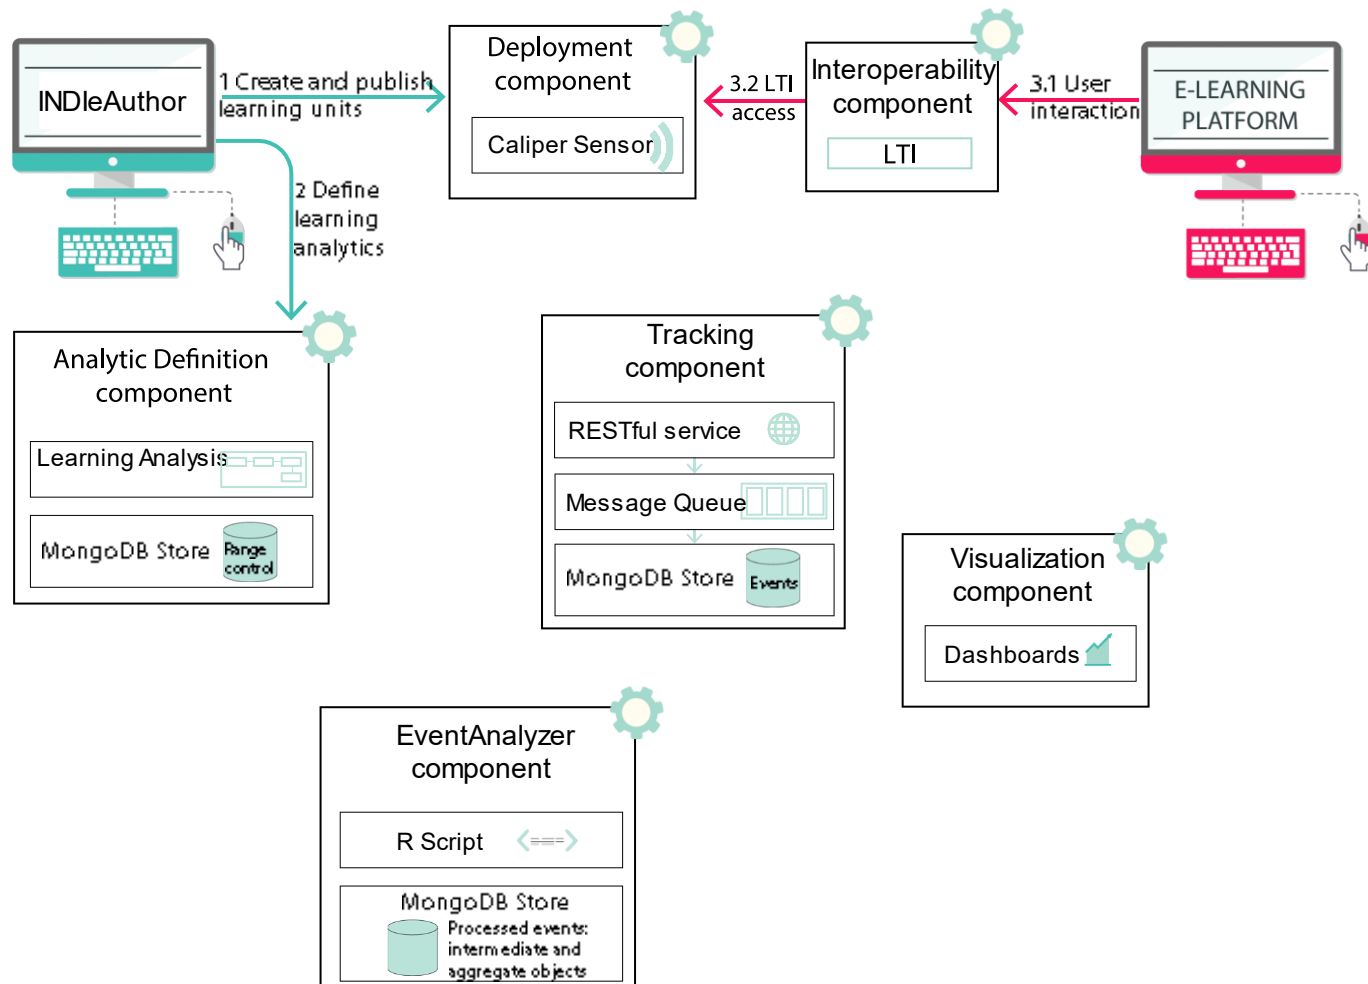 INDIeAuthor
1 Create and publish
learning units
Deployment
component
Caliper Sensor
3.2 LTI
access
Interoperability
component
LTI
3.1 User
interaction
E-LEARNING
PLATFORM
2 Define
learning
analytics
Analytic Definition
component
Learning Analysis
MongoDB Store
Range
control
Tracking
component
RESTful service
Message Queue
MongoDB Store
Events
Visualization
component
Dashboards
EventAnalyzer
component
R Script
MongoDB Store
Processed events:
intermediate and
aggregate objects